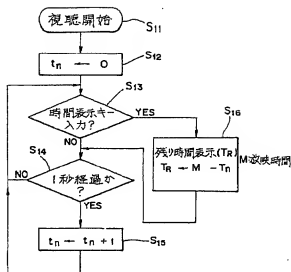 視聴開始
S11
tn ← 0
S12
S13
時間表示キー
入力?
YES
NO
S16
残り時間表示(TR)
TR ← M − Tn
M:放映時間
S14
1秒経過か
?
NO
YES
tn ← tn + 1
S15